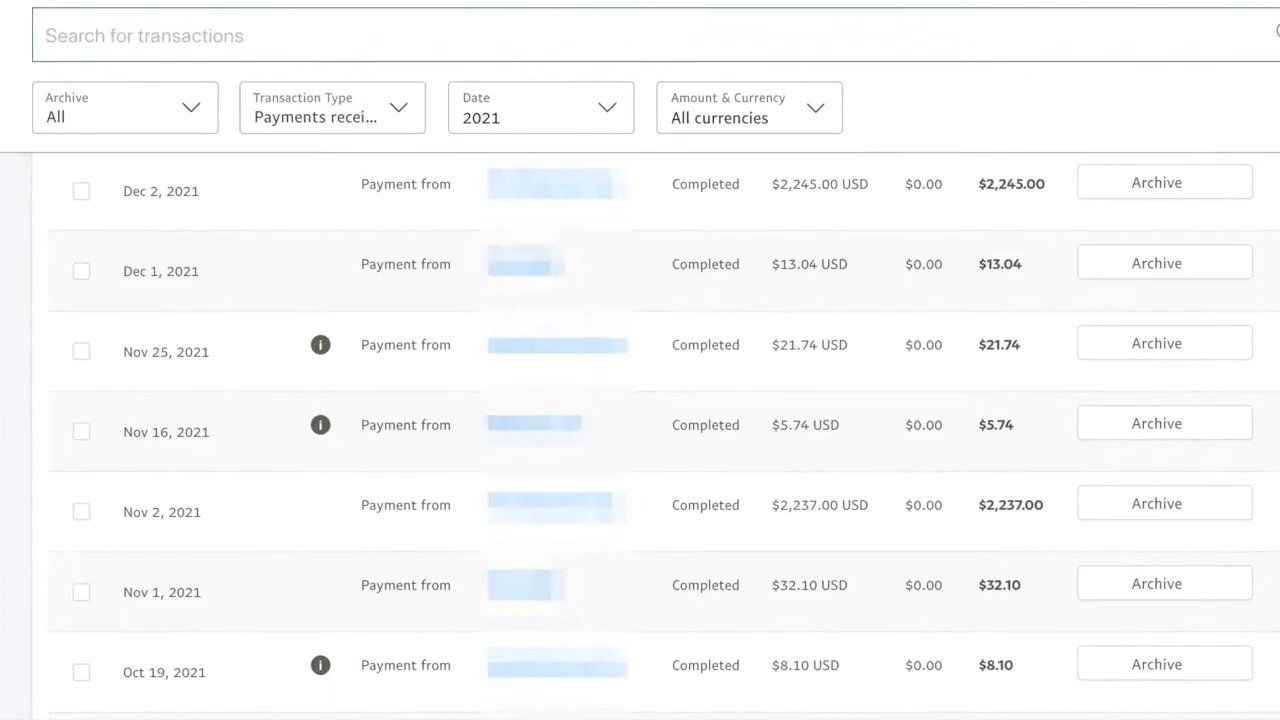 Search for transactions
Archive Transaction Type Date Amount & Currency
All Payments recei... 2021 All currencies
Dec 2, 2021 Payment from Completed $2,245.00 USD $0.00 $2,245.00 Archive
Dec 1, 2021 Payment from Completed $13.04 USD $0.00 $13.04 Archive
Nov 25, 2021 i Payment from Completed $21.74 USD $0.00 $21.74 Archive
Nov 16, 2021 i Payment from Completed $5.74 USD $0.00 $5.74 Archive
Nov 2, 2021 Payment from Completed $2,237.00 USD $0.00 $2,237.00 Archive
Nov 1, 2021 Payment from Completed $32.10 USD $0.00 $32.10 Archive
Oct 19, 2021 i Payment from Completed $8.10 USD $0.00 $8.10 Archive